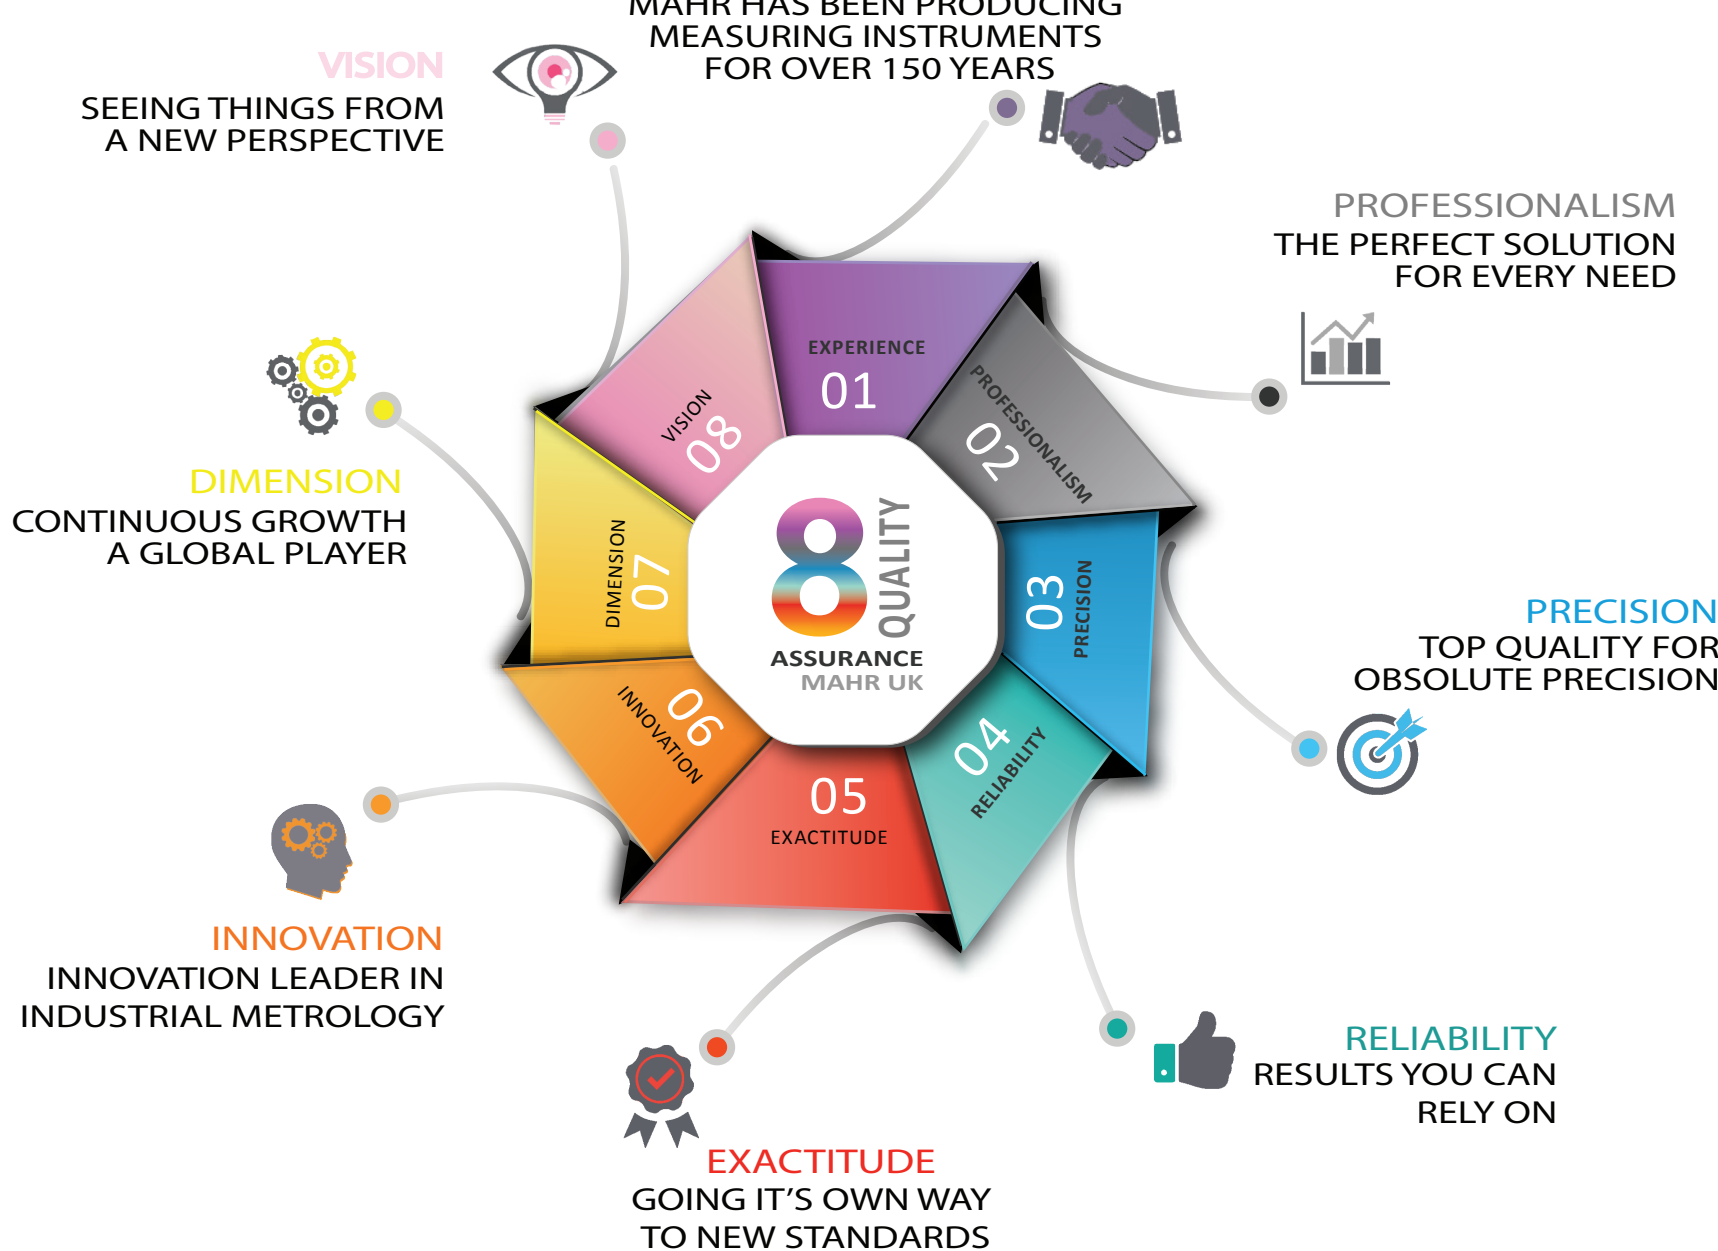 MAHR HAS BEEN PRODUCING
MEASURING INSTRUMENTS
FOR OVER 150 YEARS
VISION
SEEING THINGS FROM
A NEW PERSPECTIVE
PROFESSIONALISM
THE PERFECT SOLUTION
FOR EVERY NEED
DIMENSION
CONTINUOUS GROWTH
A GLOBAL PLAYER
PRECISION
TOP QUALITY FOR
OBSOLUTE PRECISION
INNOVATION
INNOVATION LEADER IN
INDUSTRIAL METROLOGY
RELIABILITY
RESULTS YOU CAN
RELY ON
EXACTITUDE
GOING IT’S OWN WAY
TO NEW STANDARDS
EXPERIENCE
01
PROFESSIONALISM
02
03
PRECISION
04
RELIABILITY
05
EXACTITUDE
06
INNOVATION
DIMENSION
07
VISION
08
8
QUALITY
ASSURANCE
MAHR UK